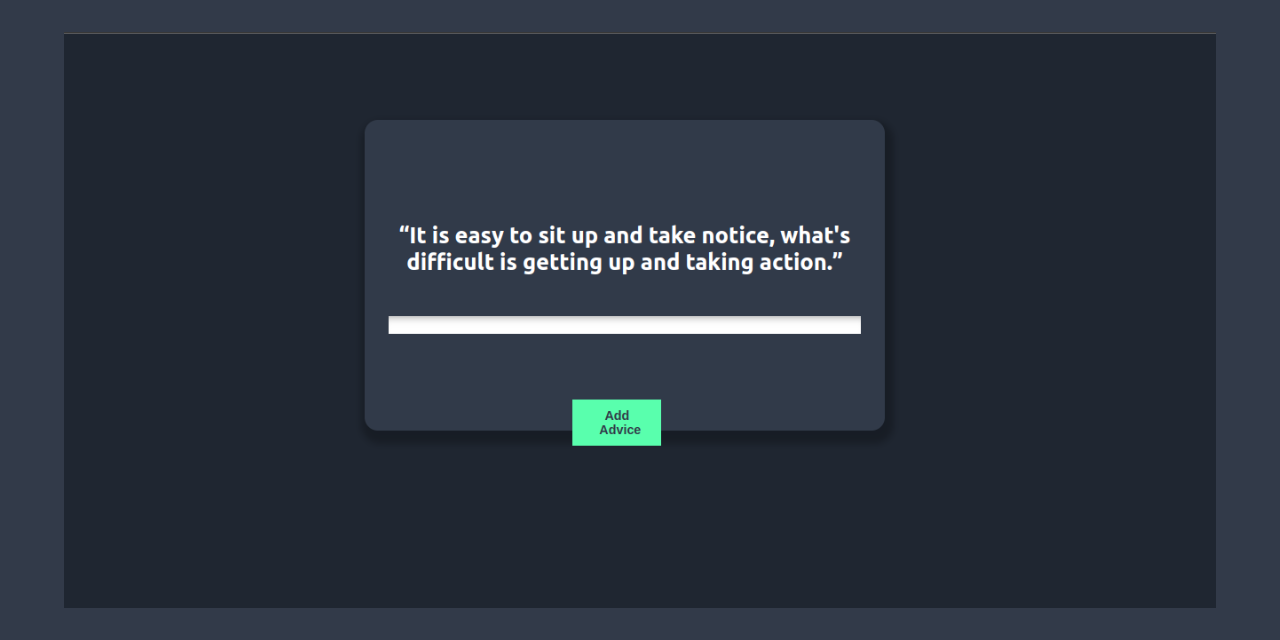 “It is easy to sit up and take notice, what's
difficult is getting up and taking action.”
Add
Advice